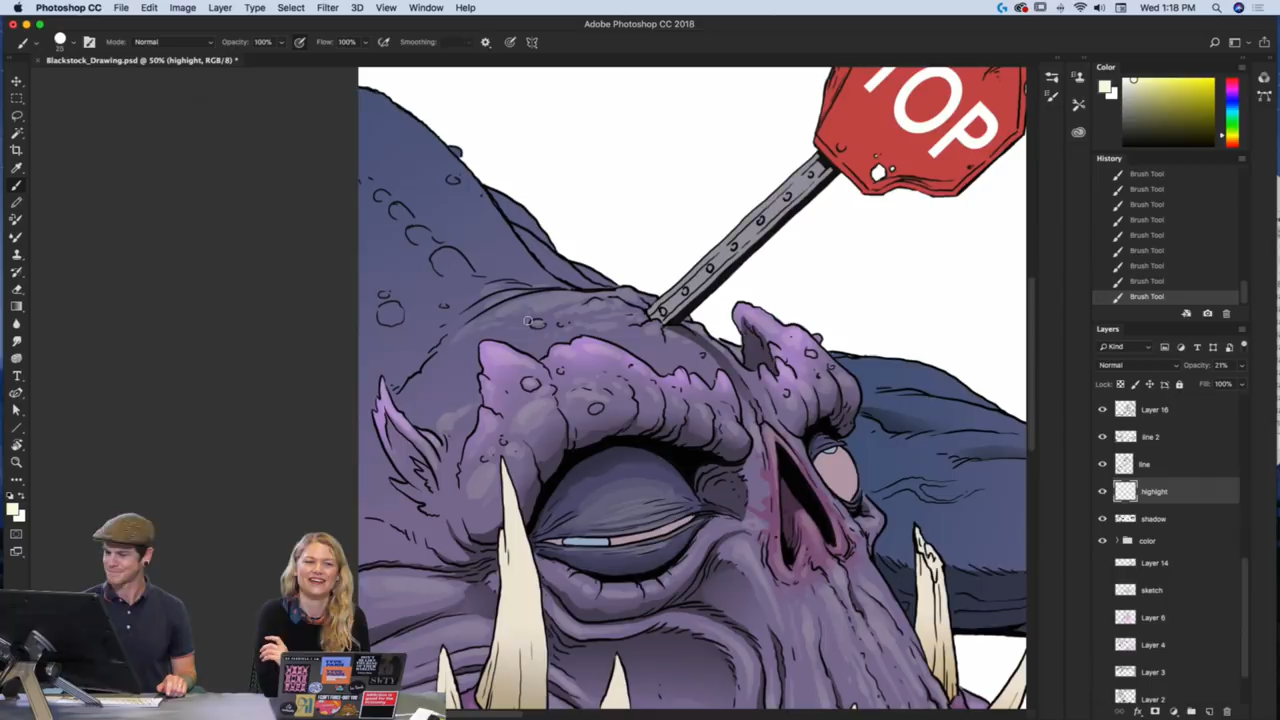 Photoshop CC File Edit Image Layer Type Select Filter 3D View Window Help
Wed 1:18 PM
Adobe Photoshop CC 2018
25 Mode: Normal Opacity: 100% Flow: 100% Smoothing:
Blackstock_Drawing.psd @ 50% (highight, RGB/8) *
Color
TOP
History
Brush Tool
Brush Tool
Brush Tool
Brush Tool
Brush Tool
Brush Tool
Brush Tool
Brush Tool
Brush Tool
Layers
Kind
Normal Opacity: 21%
Lock: Fill: 100%
Layer 16
line 2
line
highight
shadow
color
Layer 14
sketch
Layer 6
Layer 4
Layer 3
Layer 2